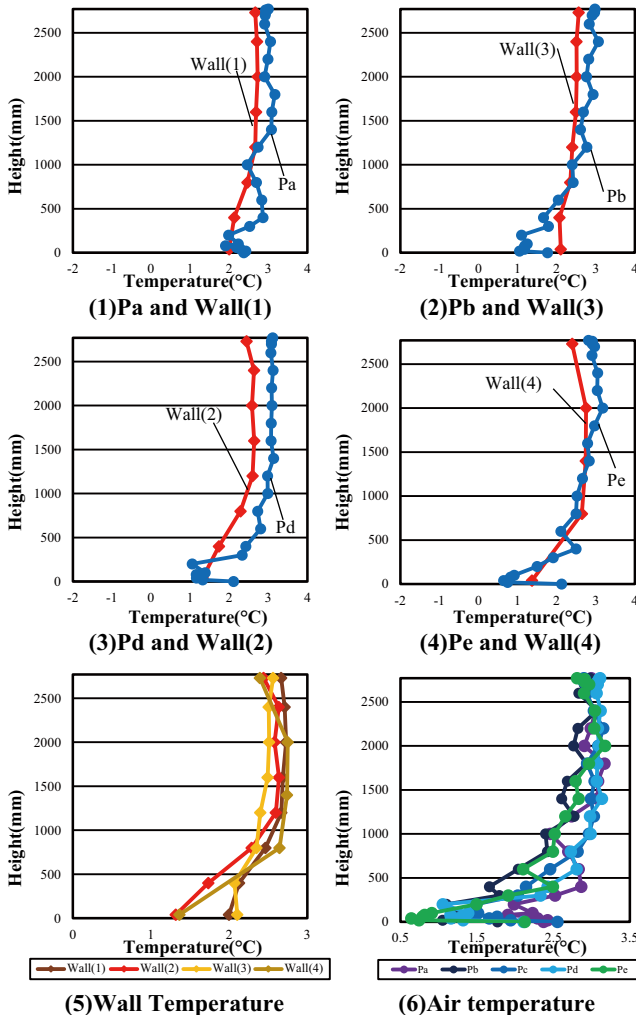 Height(mm)
2500
2000
1500
1000
500
0
-2 -1 0 1 2 3 4
Wall(1)
Pa
Temperature(°C)
(1)Pa and Wall(1)
Height(mm)
2500
2000
1500
1000
500
0
-2 -1 0 1 2 3 4
Wall(3)
Pb
Temperature(°C)
(2)Pb and Wall(3)
Height(mm)
2500
2000
1500
1000
500
0
-2 -1 0 1 2 3 4
Wall(2)
Pd
Temperature(°C)
(3)Pd and Wall(2)
Height(mm)
2500
2000
1500
1000
500
0
-2 -1 0 1 2 3 4
Wall(4)
Pe
Temperature(°C)
(4)Pe and Wall(4)
Height(mm)
2500
2000
1500
1000
500
0
0 1 2 3
Temperature(°C)
Wall(1) Wall(2) Wall(3) Wall(4)
(5)Wall Temperature
Height(mm)
2500
2000
1500
1000
500
0
0.5 1.5 2.5 3.5
Temperature(°C)
Pa Pb Pc Pd Pe
(6)Air temperature